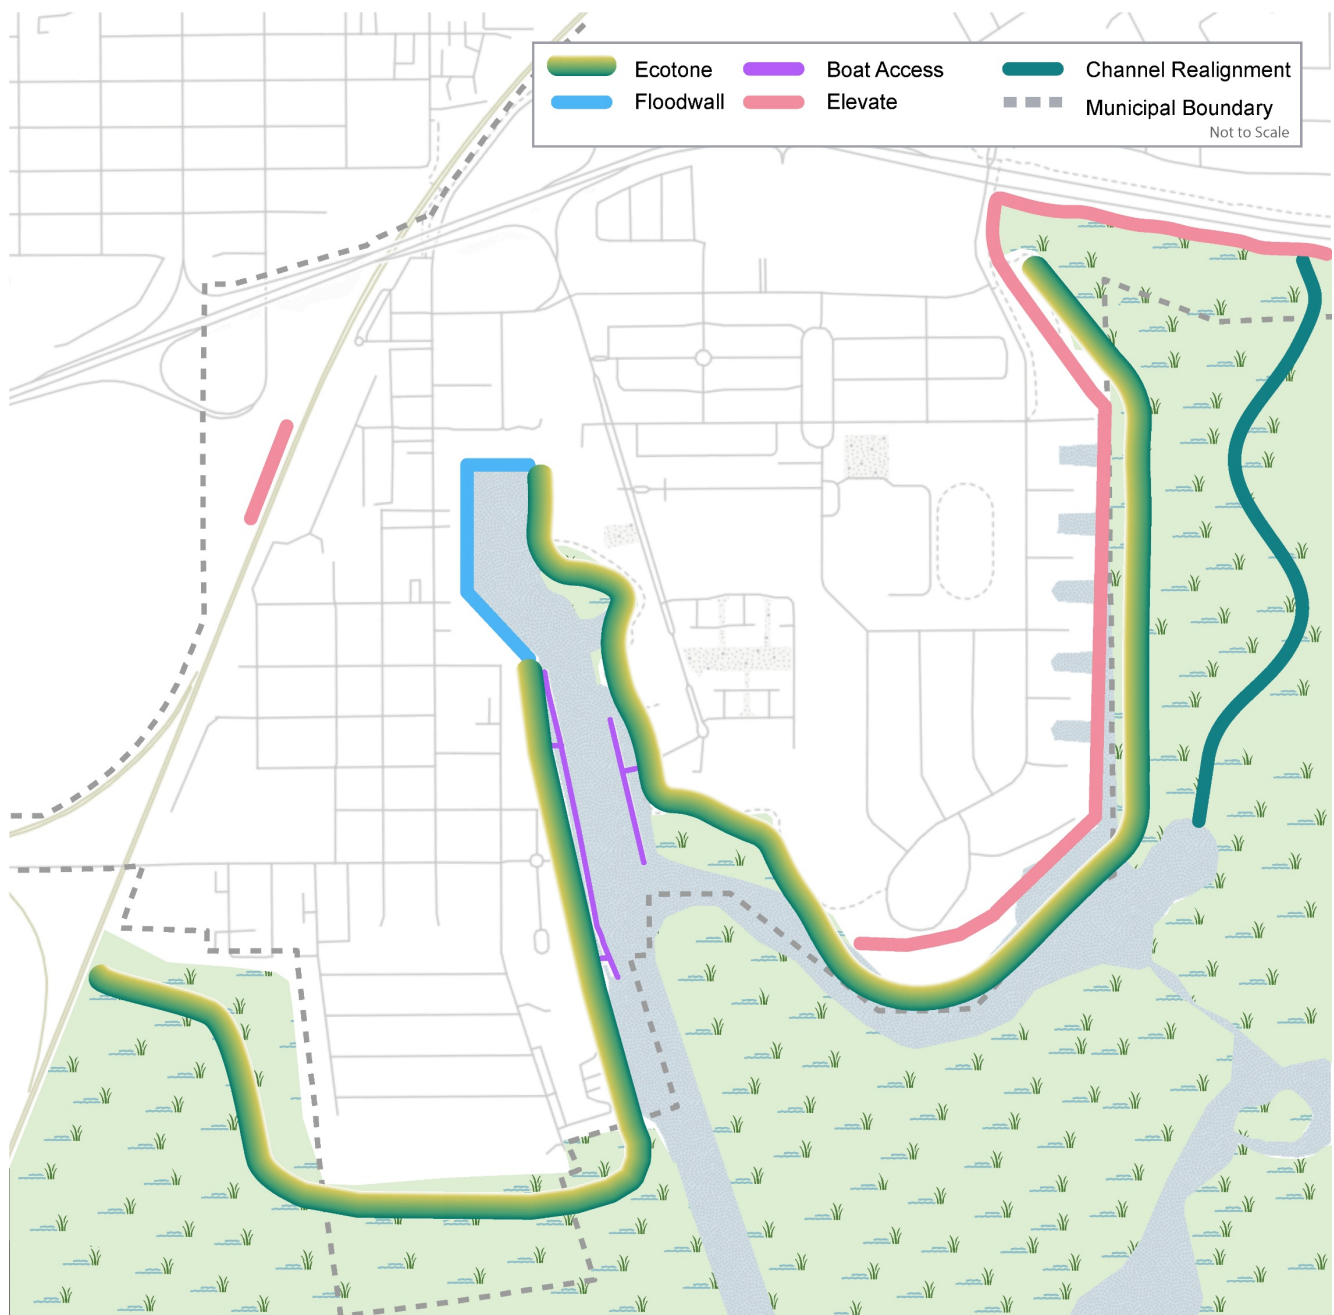 Ecotone
Boat Access
Channel Realignment
Floodwall
Elevate
Municipal Boundary
Not to Scale